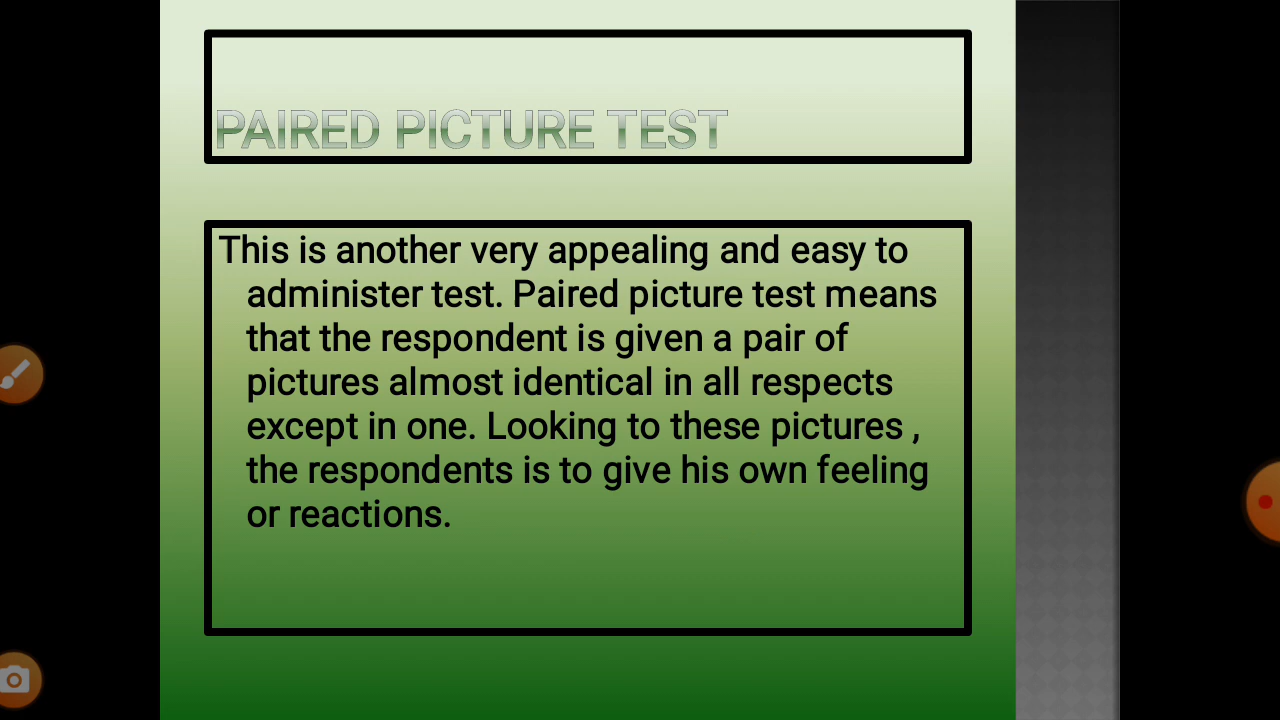 PAIRED PICTURE TEST
This is another very appealing and easy to
administer test. Paired picture test means
that the respondent is given a pair of
pictures almost identical in all respects
except in one. Looking to these pictures ,
the respondents is to give his own feeling
or reactions.